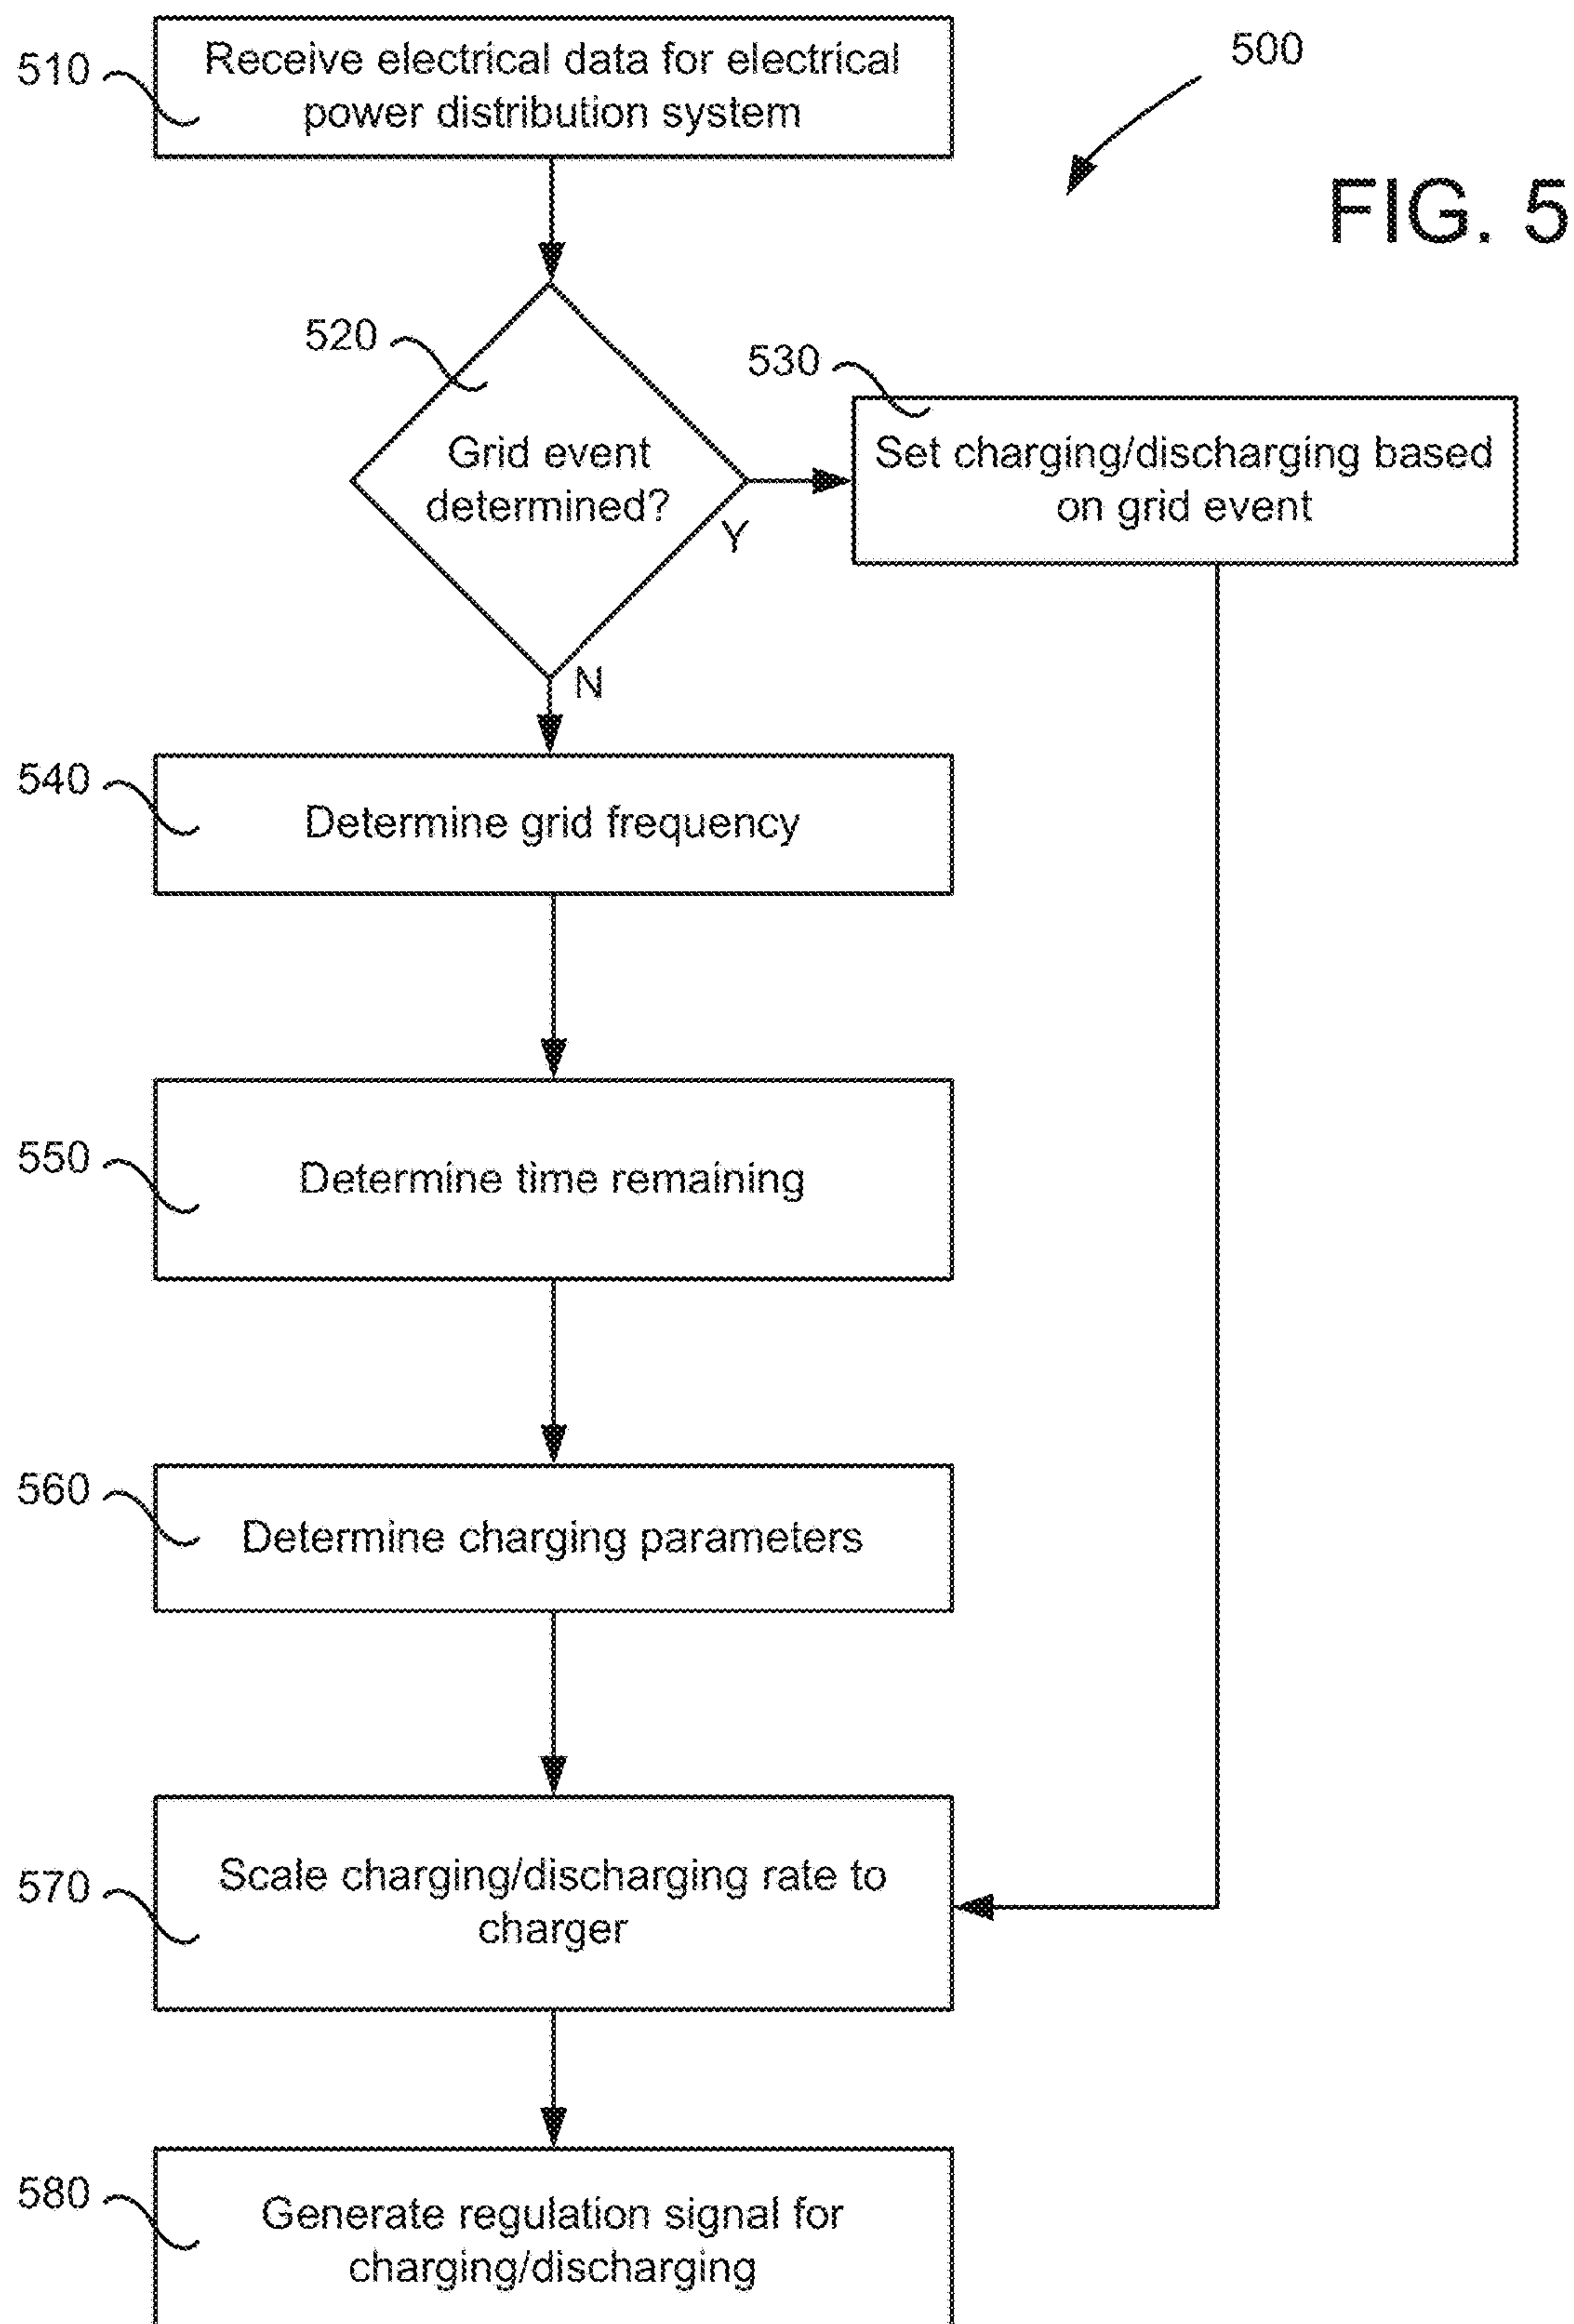 510
Receive electrical data for electrical
power distribution system
500
FIG. 5
520
Grid event
determined?
Y
N
530
Set charging/discharging based
on grid event
540
Determine grid frequency
550
Determine time remaining
560
Determine charging parameters
570
Scale charging/discharging rate to
charger
580
Generate regulation signal for
charging/discharging